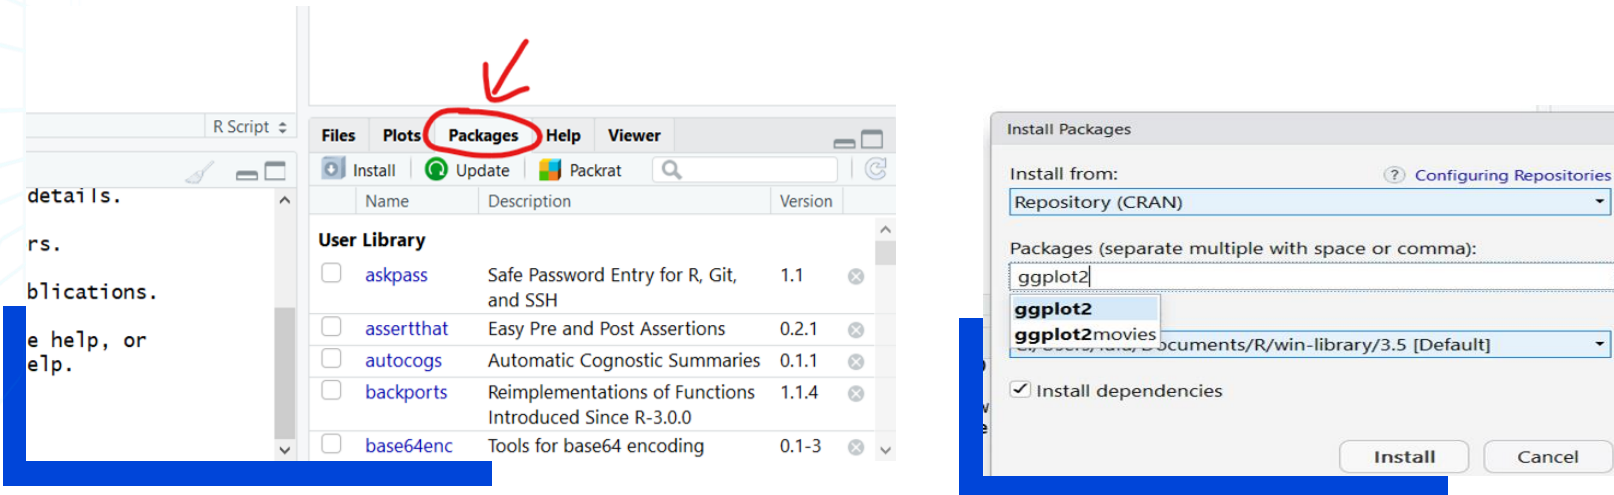 R Script
details.
rs.
blications.
e help, or
elp.
Files Plots Packages Help Viewer
Install Update Packrat
Name Description Version
User Library
askpass Safe Password Entry for R, Git, 1.1
and SSH
assertthat Easy Pre and Post Assertions 0.2.1
autocogs Automatic Cognostic Summaries 0.1.1
backports Reimplementations of Functions 1.1.4
Introduced Since R-3.0.0
base64enc Tools for base64 encoding 0.1-3
Install Packages
Install from: ? Configuring Repositories
Repository (CRAN)
Packages (separate multiple with space or comma):
ggplot2
ggplot2
ggplot2movies
Documents/R/win-library/3.5 [Default]
Install dependencies
Install Cancel